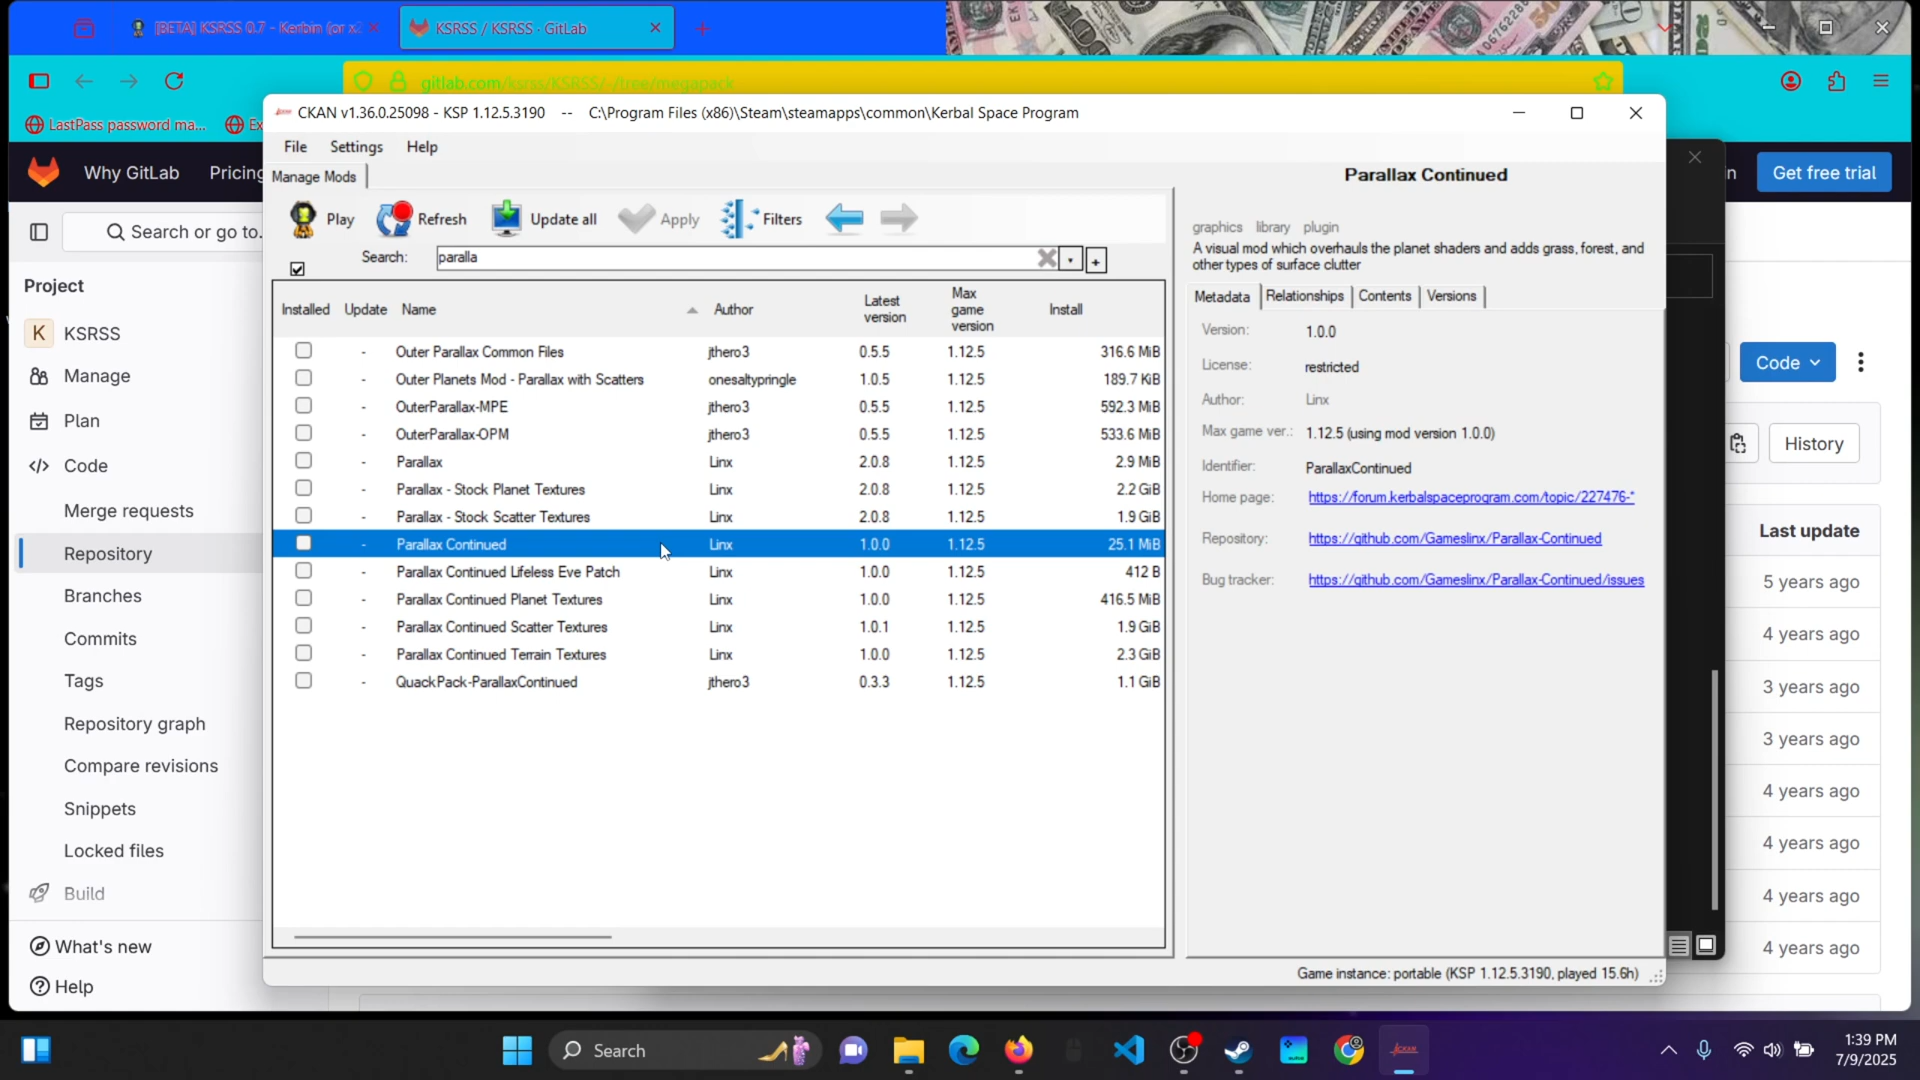 [BETA] KSRSS 0.7 - Kerbin (or x2
KSRSS / KSRSS · GitLab
gitlab.com/ksrss/KSRSS/-/tree/megapack
LastPass password ma...
Why GitLab
Pricing
Get free trial
Search or go to...
Project
K KSRSS
Manage
Plan
Code
Merge requests
Repository
Branches
Commits
Tags
Repository graph
Compare revisions
Snippets
Locked files
Build
What's new
Help
CKAN v1.36.0.25098 - KSP 1.12.5.3190 -- C:\Program Files (x86)\Steam\steamapps\common\Kerbal Space Program
File Settings Help
Manage Mods
Play Refresh Update all Apply Filters
Search: paralla
Installed Update Name Author Latest version Max game version Install
- Outer Parallax Common Files jthero3 0.5.5 1.12.5 316.6 MiB
- Outer Planets Mod - Parallax with Scatters onesaltypringle 1.0.5 1.12.5 189.7 KiB
- OuterParallax-MPE jthero3 0.5.5 1.12.5 592.3 MiB
- OuterParallax-OPM jthero3 0.5.5 1.12.5 533.6 MiB
- Parallax Linx 2.0.8 1.12.5 2.9 MiB
- Parallax - Stock Planet Textures Linx 2.0.8 1.12.5 2.2 GiB
- Parallax - Stock Scatter Textures Linx 2.0.8 1.12.5 1.9 GiB
- Parallax Continued Linx 1.0.0 1.12.5 25.1 MiB
- Parallax Continued Lifeless Eve Patch Linx 1.0.0 1.12.5 412 B
- Parallax Continued Planet Textures Linx 1.0.0 1.12.5 416.5 MiB
- Parallax Continued Scatter Textures Linx 1.0.1 1.12.5 1.9 GiB
- Parallax Continued Terrain Textures Linx 1.0.0 1.12.5 2.3 GiB
- QuackPack-ParallaxContinued jthero3 0.3.3 1.12.5 1.1 GiB
Parallax Continued
graphics library plugin
A visual mod which overhauls the planet shaders and adds grass, forest, and
other types of surface clutter
Metadata Relationships Contents Versions
Version: 1.0.0
License: restricted
Author: Linx
Max game ver.: 1.12.5 (using mod version 1.0.0)
Identifier: ParallaxContinued
Home page: https://forum.kerbalspaceprogram.com/topic/227476-*
Repository: https://github.com/Gameslinx/Parallax-Continued
Bug tracker: https://github.com/Gameslinx/Parallax-Continued/issues
Game instance: portable (KSP 1.12.5.3190, played 15.6h)
Code
History
Last update
5 years ago
4 years ago
3 years ago
3 years ago
4 years ago
4 years ago
4 years ago
4 years ago
Search
1:39 PM
7/9/2025